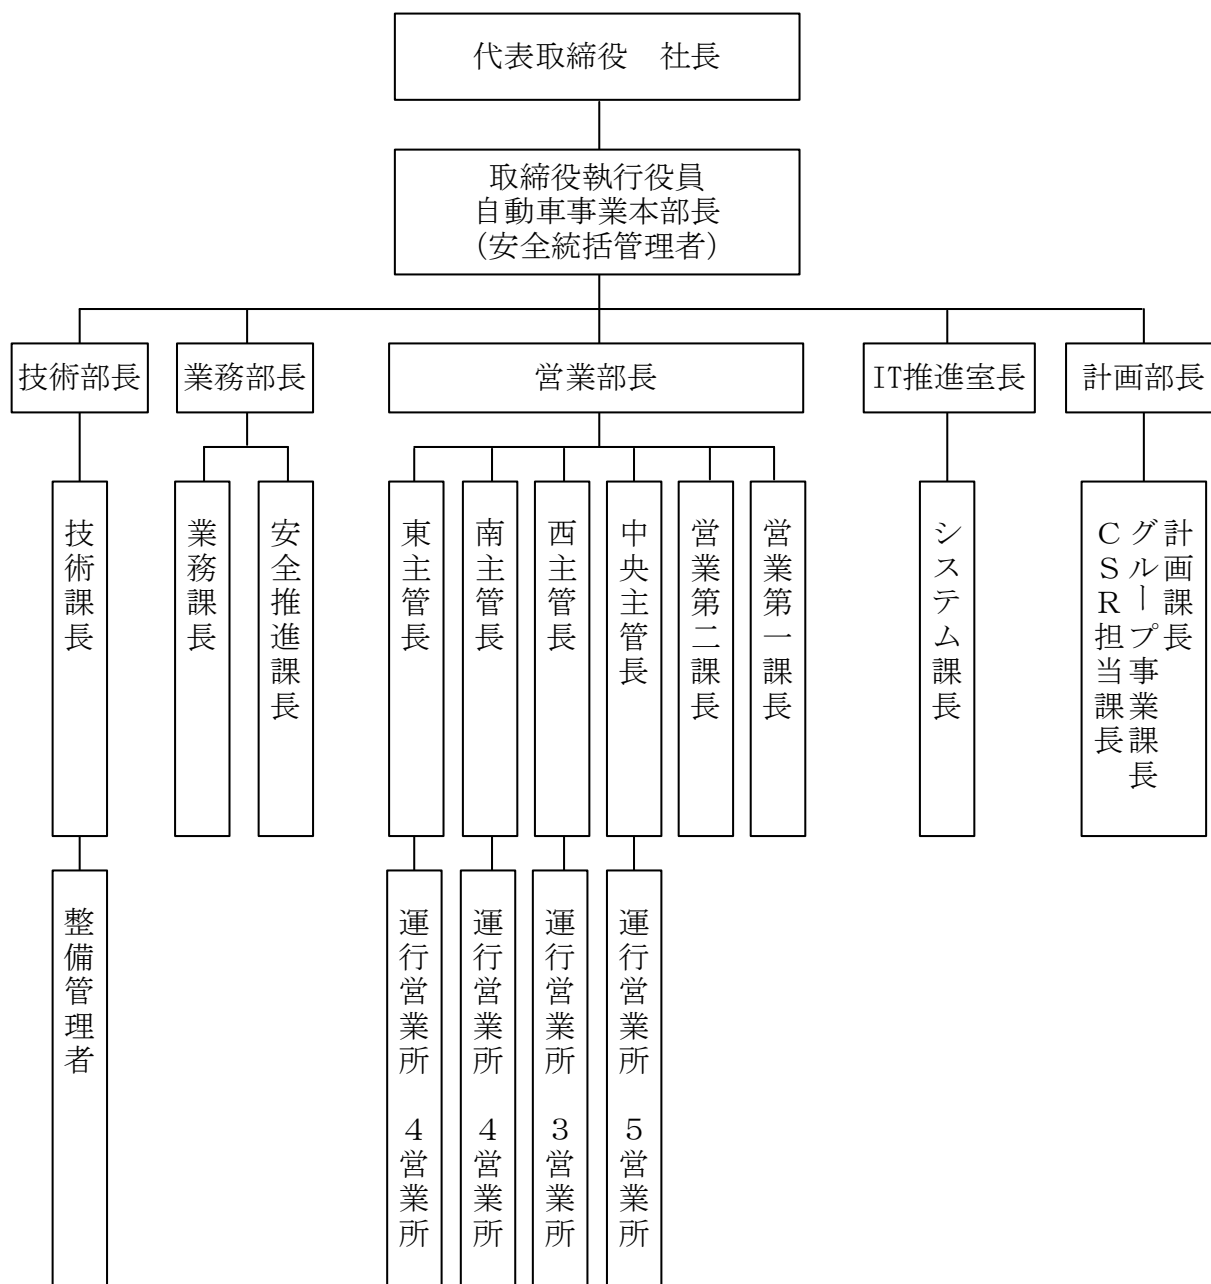 代表取締役　社長
取締役執行役員
自動車事業本部長
(安全統括管理者)
技術部長
業務部長
営業部長
IT推進室長
計画部長
技術課長
業務課長
安全推進課長
東主管長
南主管長
西主管長
中央主管長
営業第二課長
営業第一課長
システム課長
計画課長
グループ事業課長
ＣＳＲ担当課長
整備管理者
運行営業所　４営業所
運行営業所　４営業所
運行営業所　３営業所
運行営業所　５営業所